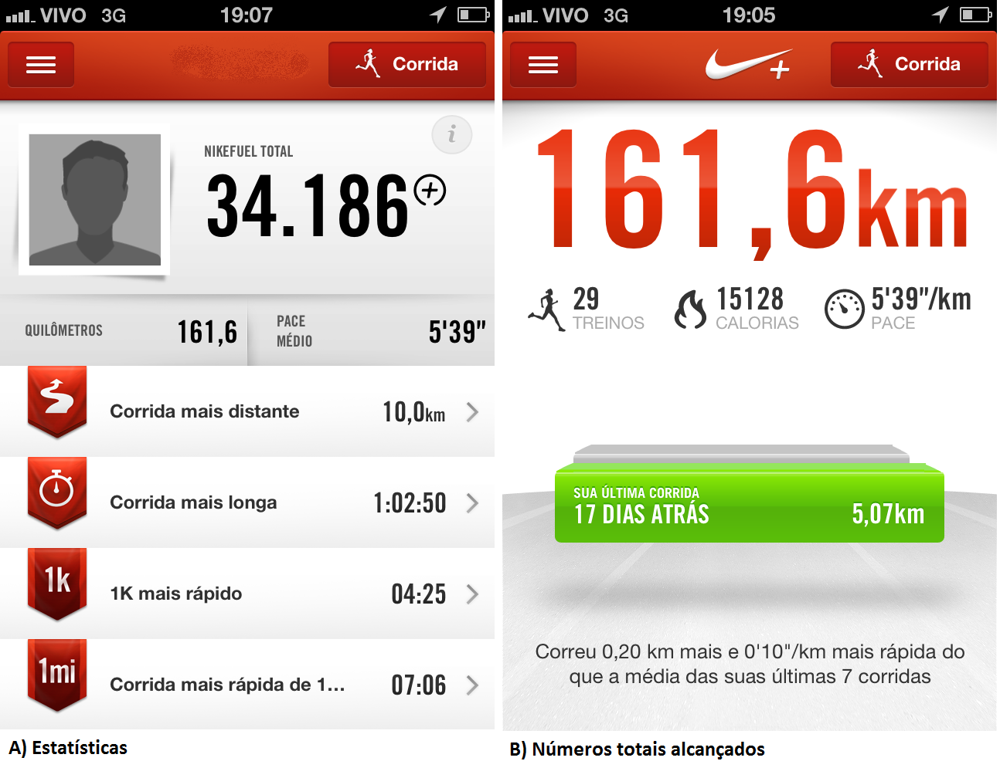 VIVO 3G 19:07
Corrida
NIKEFUEL TOTAL
34.186
QUILÔMETROS 161,6
PACE MÉDIO 5'39"
Corrida mais distante 10,0km
Corrida mais longa 1:02:50
1k
1K mais rápido 04:25
1mi
Corrida mais rápida de 1... 07:06
A) Estatísticas
VIVO 3G 19:05
Corrida
161,6km
29 TREINOS
15128 CALORIAS
5'39"/km PACE
SUA ÚLTIMA CORRIDA
17 DIAS ATRÁS 5,07km
Correu 0,20 km mais e 0'10"/km mais rápida do
que a média das suas últimas 7 corridas
B) Números totais alcançados